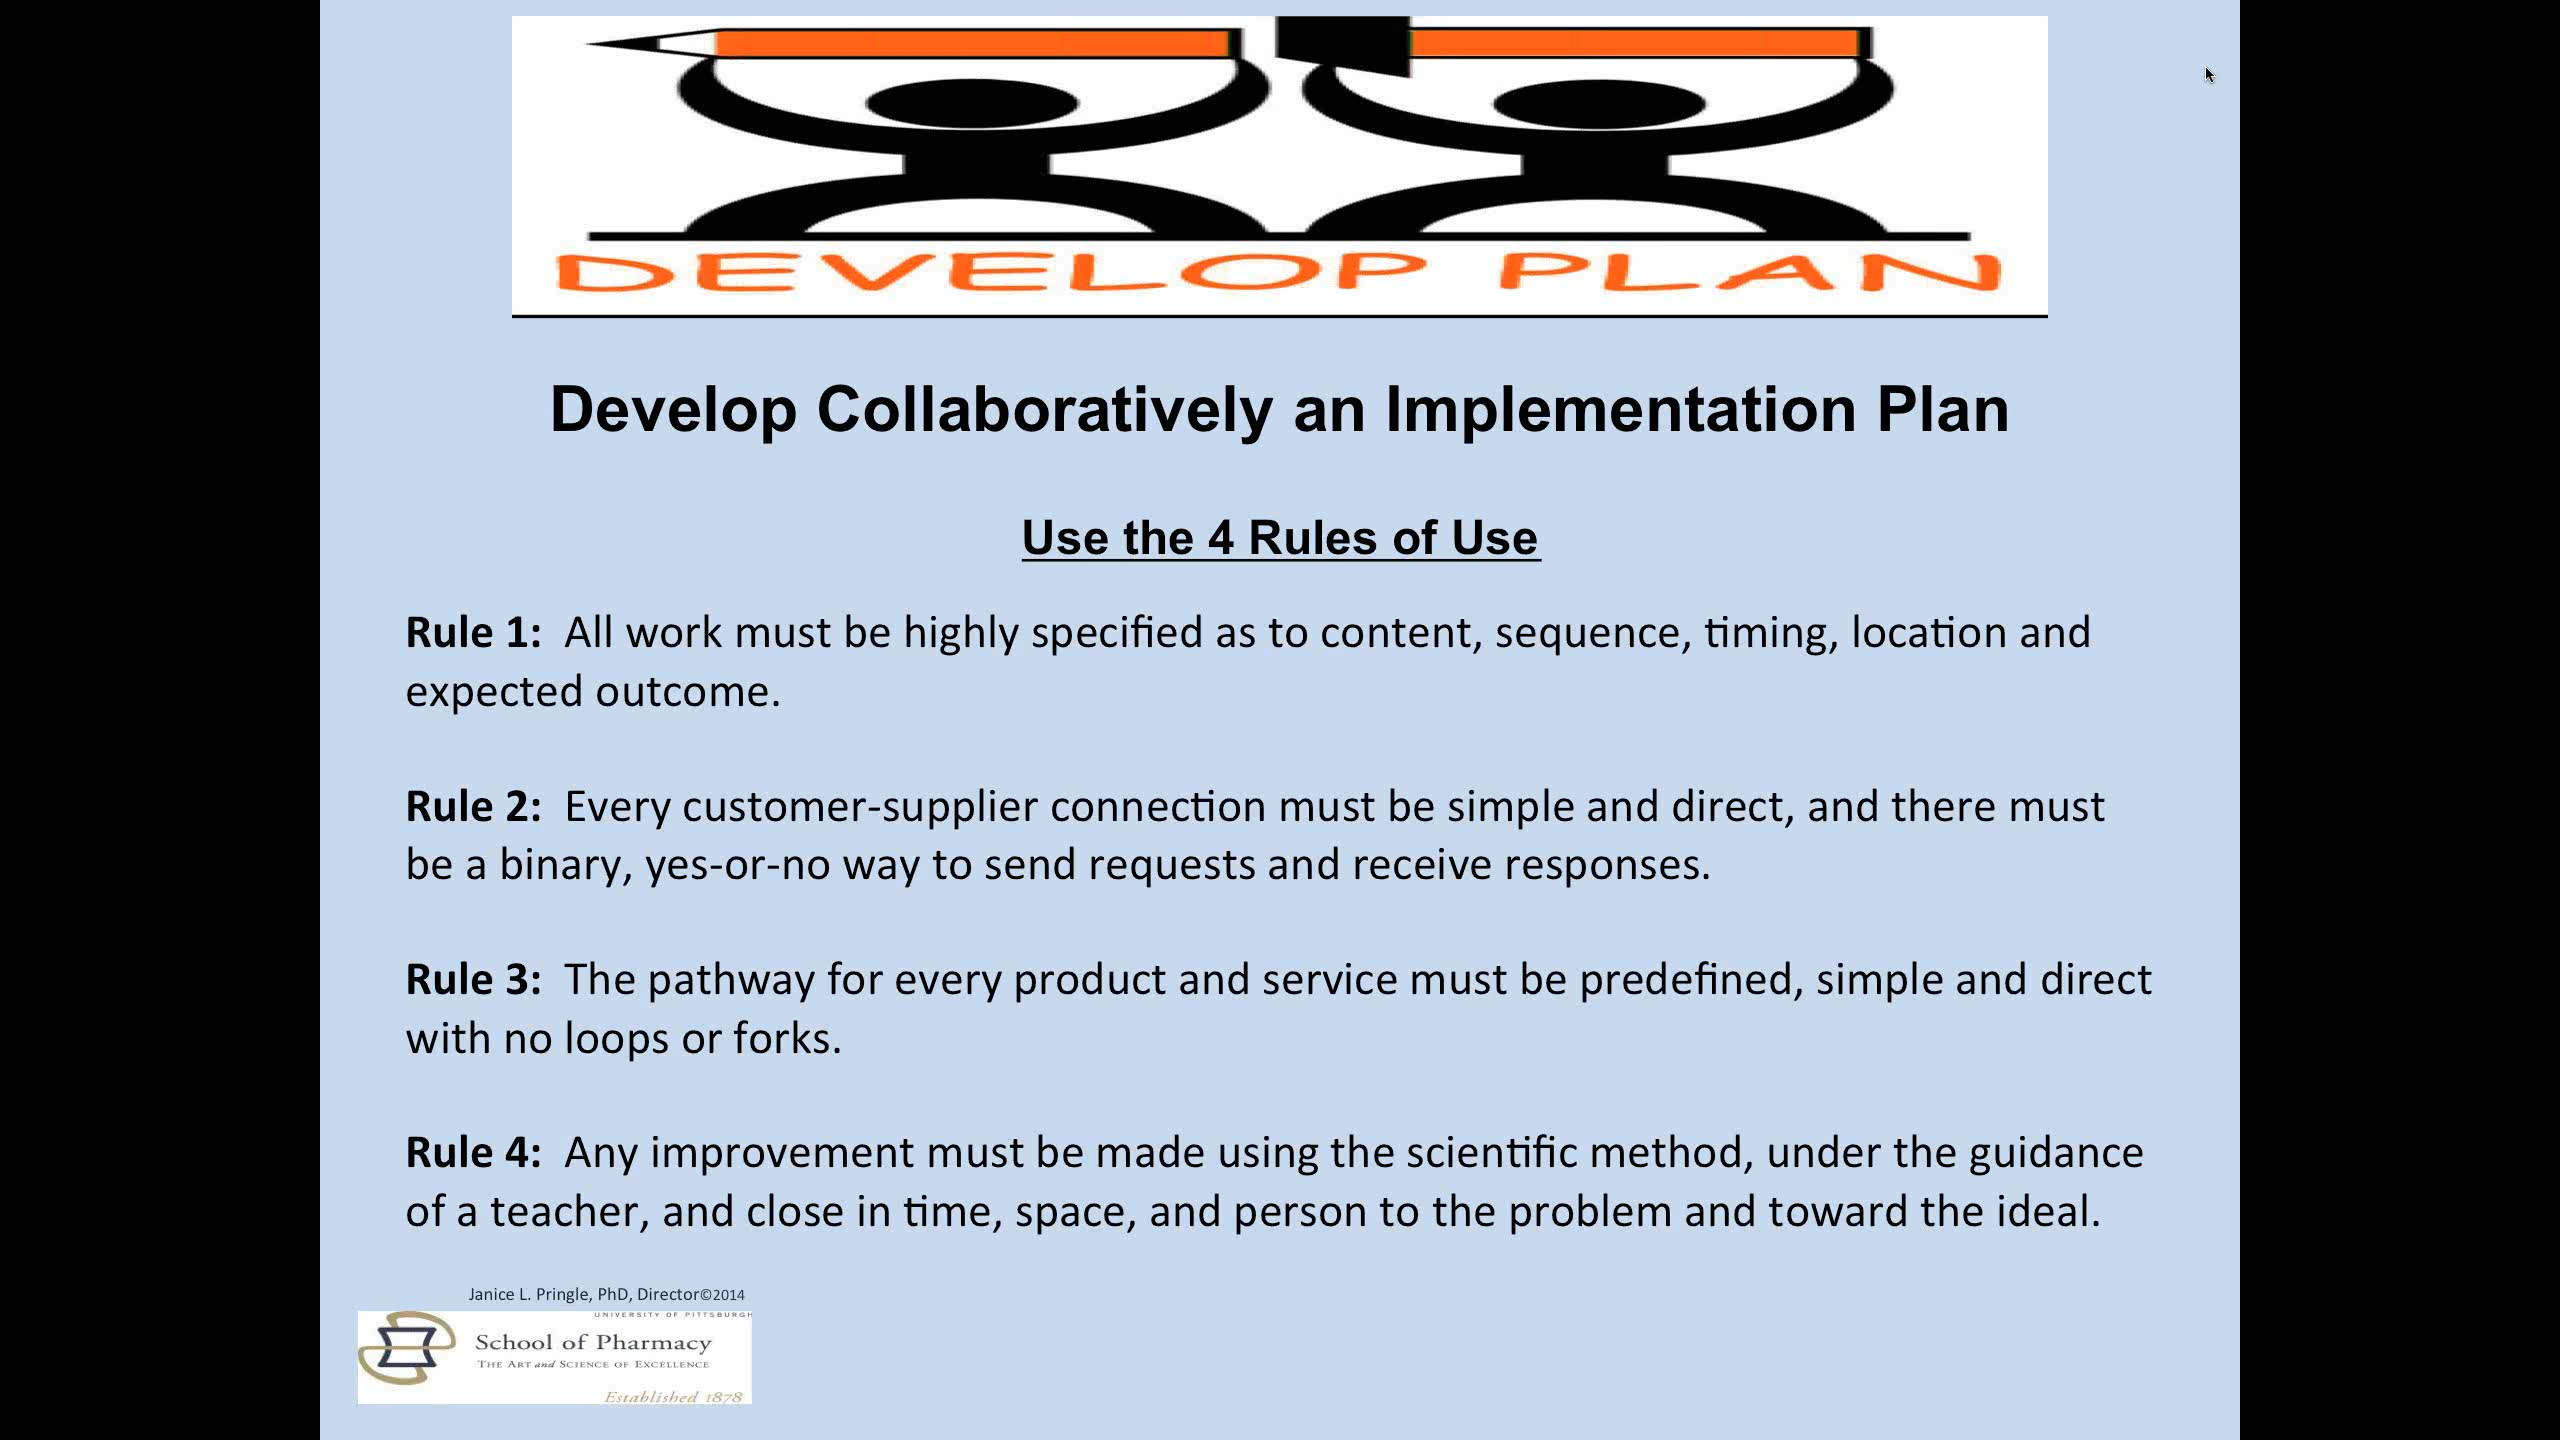 DEVELOP PLAN
Develop Collaboratively an Implementation Plan
Use the 4 Rules of Use
Rule 1:  All work must be highly specified as to content, sequence, timing, location and
expected outcome.
Rule 2:  Every customer-supplier connection must be simple and direct, and there must
be a binary, yes-or-no way to send requests and receive responses.
Rule 3:  The pathway for every product and service must be predefined, simple and direct
with no loops or forks.
Rule 4:  Any improvement must be made using the scientific method, under the guidance
of a teacher, and close in time, space, and person to the problem and toward the ideal.
Janice L. Pringle, PhD, Director©2014
UNIVERSITY OF PITTSBURGH
School of Pharmacy
THE ART and SCIENCE OF EXCELLENCE
Established 1878